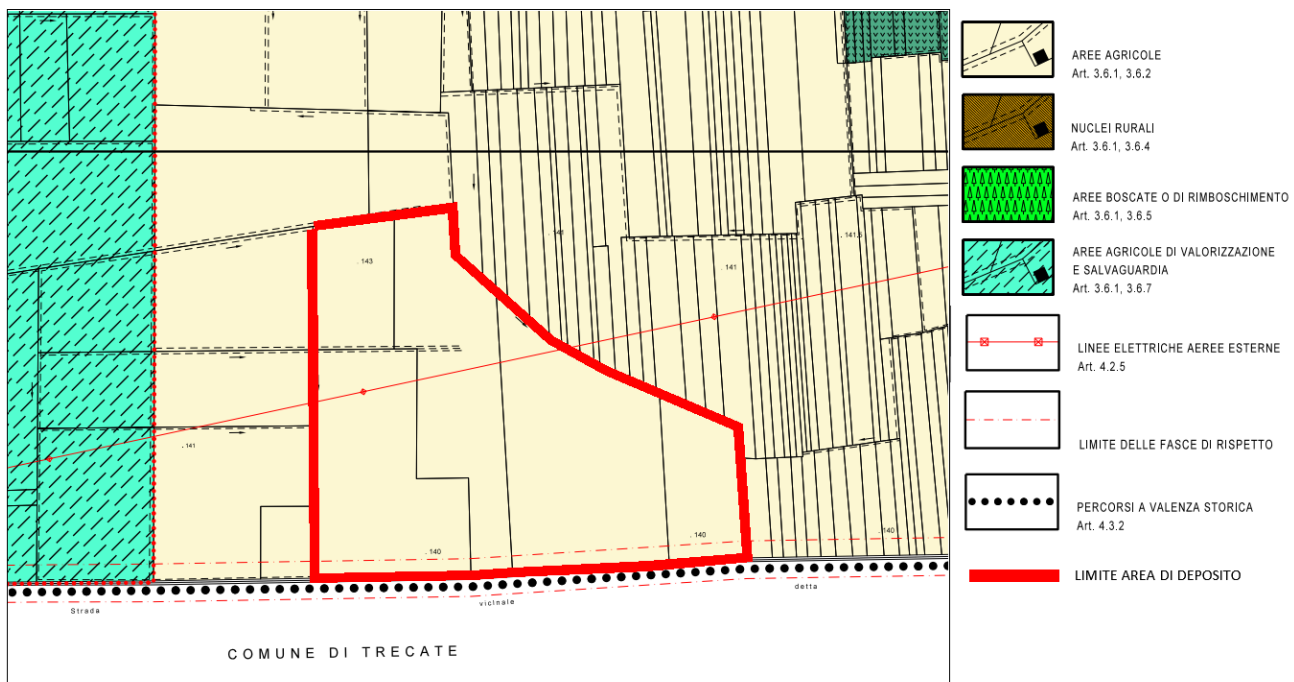 . 141
. 141,5
. 143
. 141
. 141
. 140
. 140
. 140
Strada
vicinale
detta
COMUNE DI TRECATE
AREE AGRICOLE
Art. 3.6.1, 3.6.2
NUCLEI RURALI
Art. 3.6.1, 3.6.4
AREE BOSCATE O DI RIMBOSCHIMENTO
Art. 3.6.1, 3.6.5
AREE AGRICOLE DI VALORIZZAZIONE
E SALVAGUARDIA
Art. 3.6.1, 3.6.7
LINEE ELETTRICHE AEREE ESTERNE
Art. 4.2.5
LIMITE DELLE FASCE DI RISPETTO
PERCORSI A VALENZA STORICA
Art. 4.3.2
LIMITE AREA DI DEPOSITO